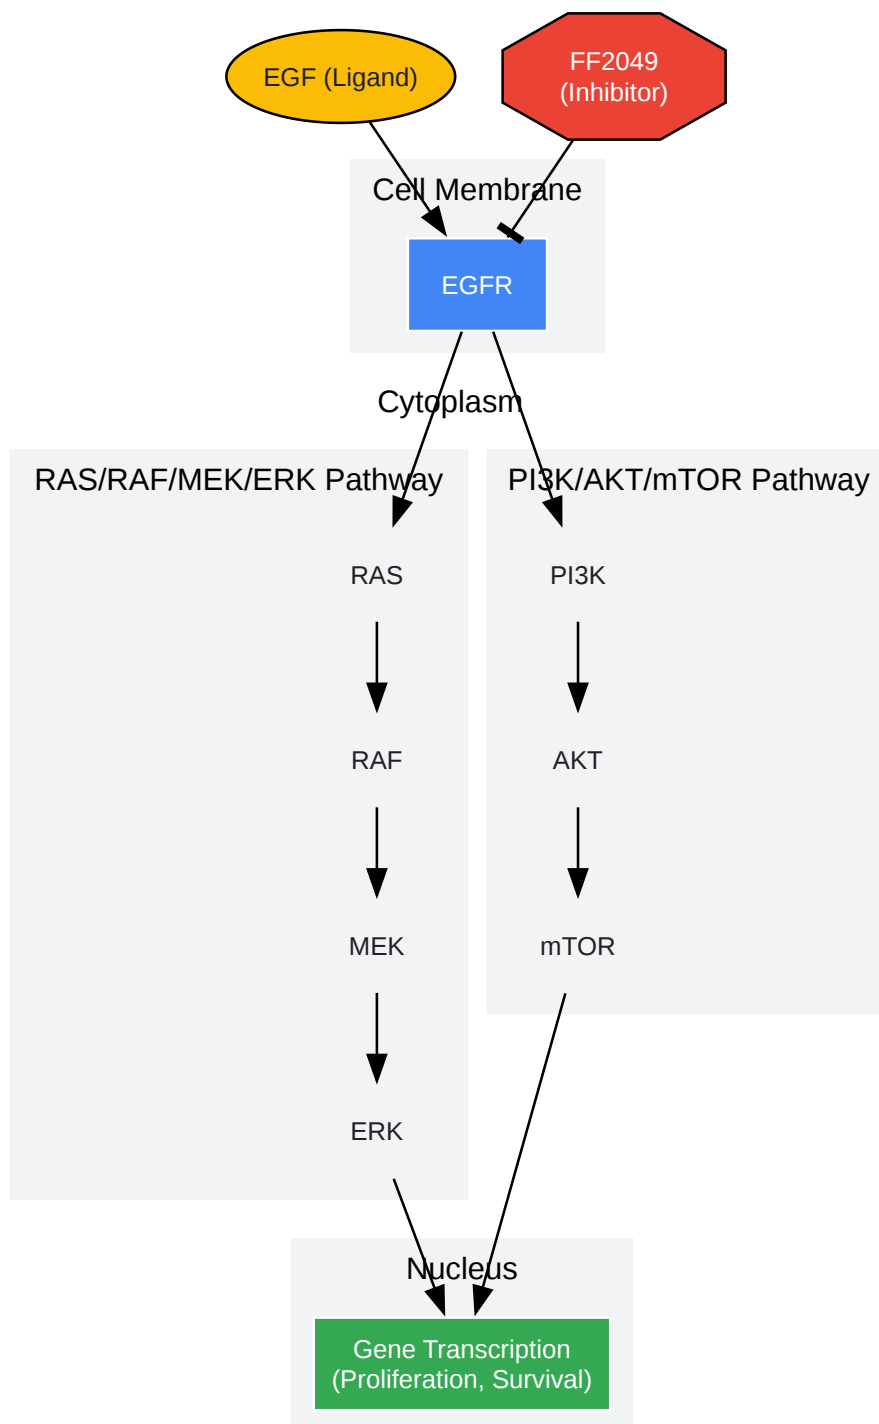 EGF (Ligand)
FF2049
(Inhibitor)
Cell Membrane
EGFR
Cytoplasm
RAS/RAF/MEK/ERK Pathway
PI3K/AKT/mTOR Pathway
RAS
PI3K
RAF
AKT
MEK
mTOR
ERK
Nucleus
Gene Transcription
(Proliferation, Survival)